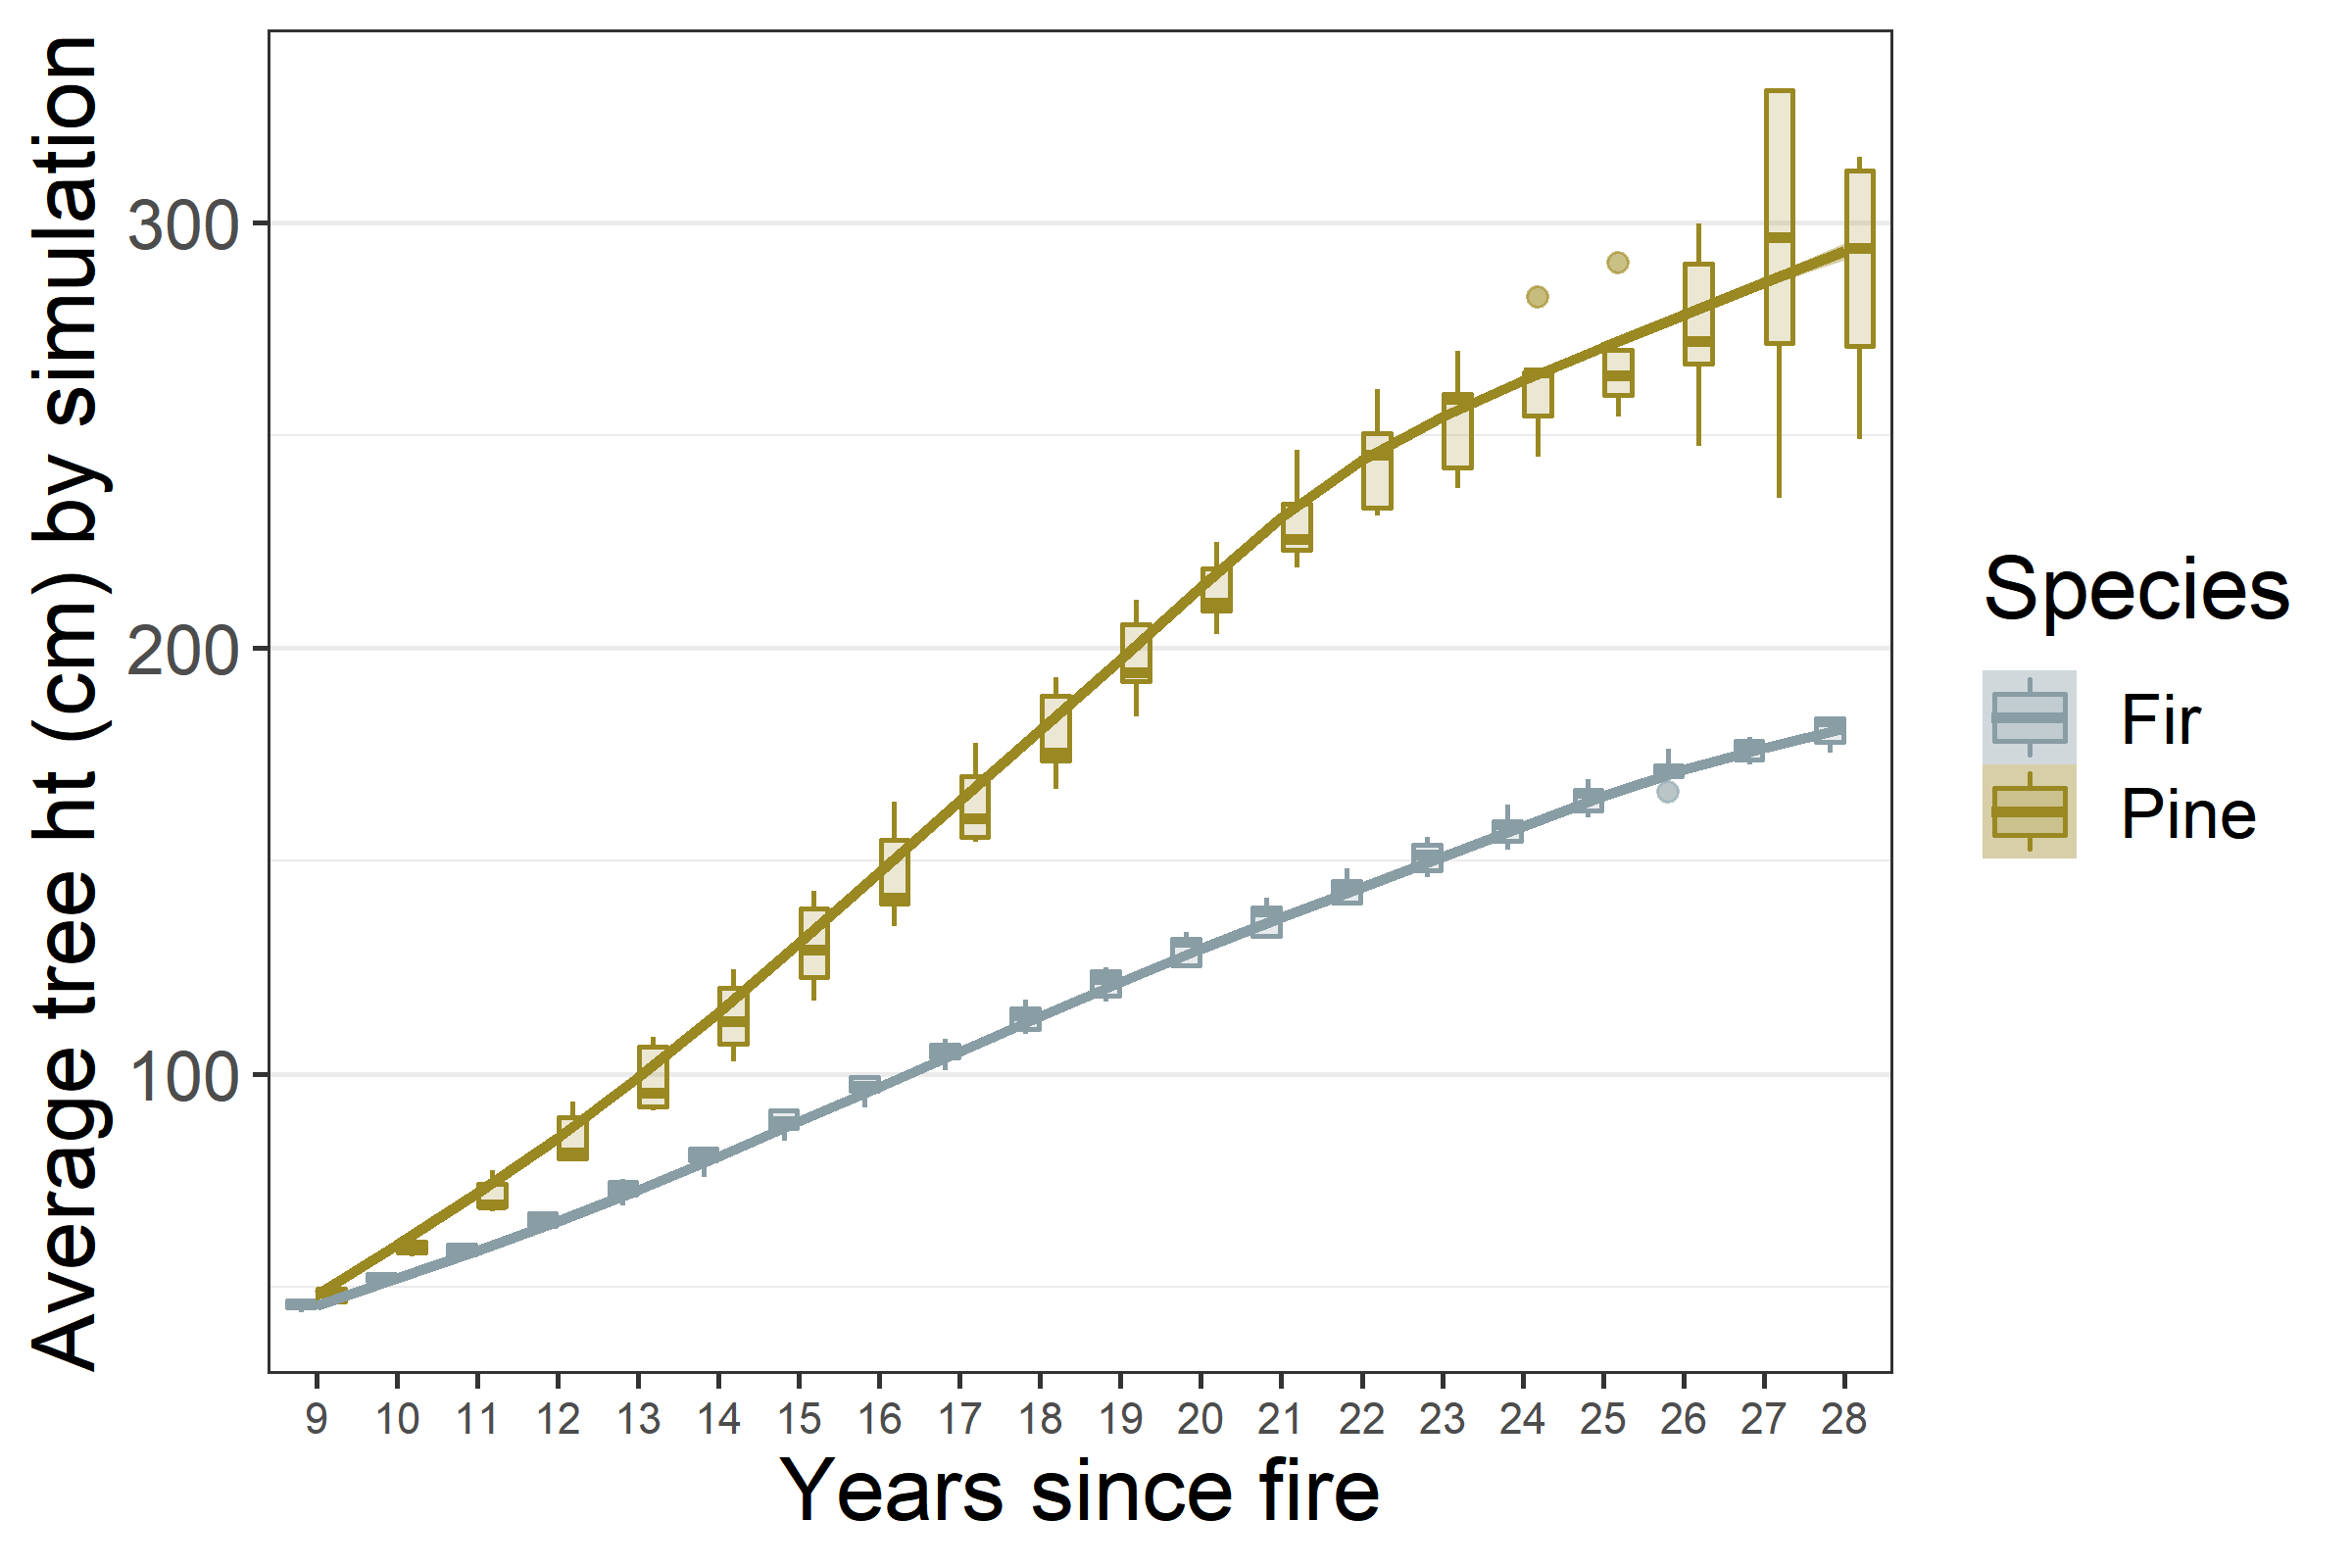 Average tree ht (cm) by simulation
300
200
100
9 10 11 12 13 14 15 16 17 18 19 20 21 22 23 24 25 26 27 28
Years since fire
Species
Fir
Pine